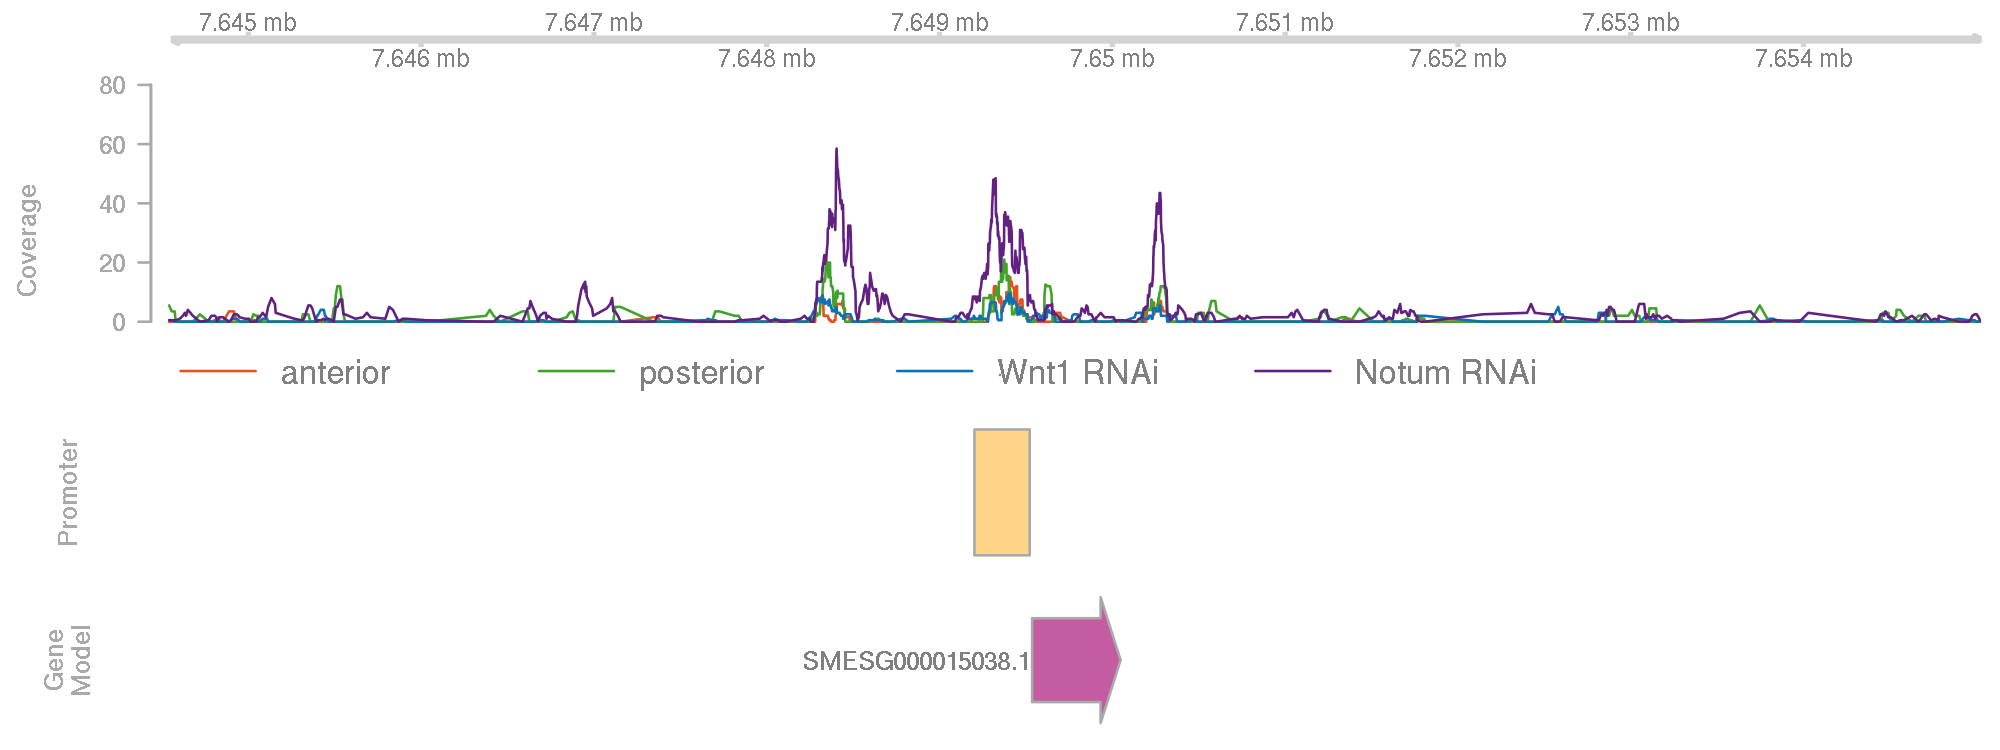 7.645 mb 7.647 mb 7.649 mb 7.651 mb 7.653 mb
7.646 mb 7.648 mb 7.65 mb 7.652 mb 7.654 mb
Coverage
80
60
40
20
0
anterior posterior Wnt1 RNAi Notum RNAi
Promoter
Gene
Model
SMESG000015038.1